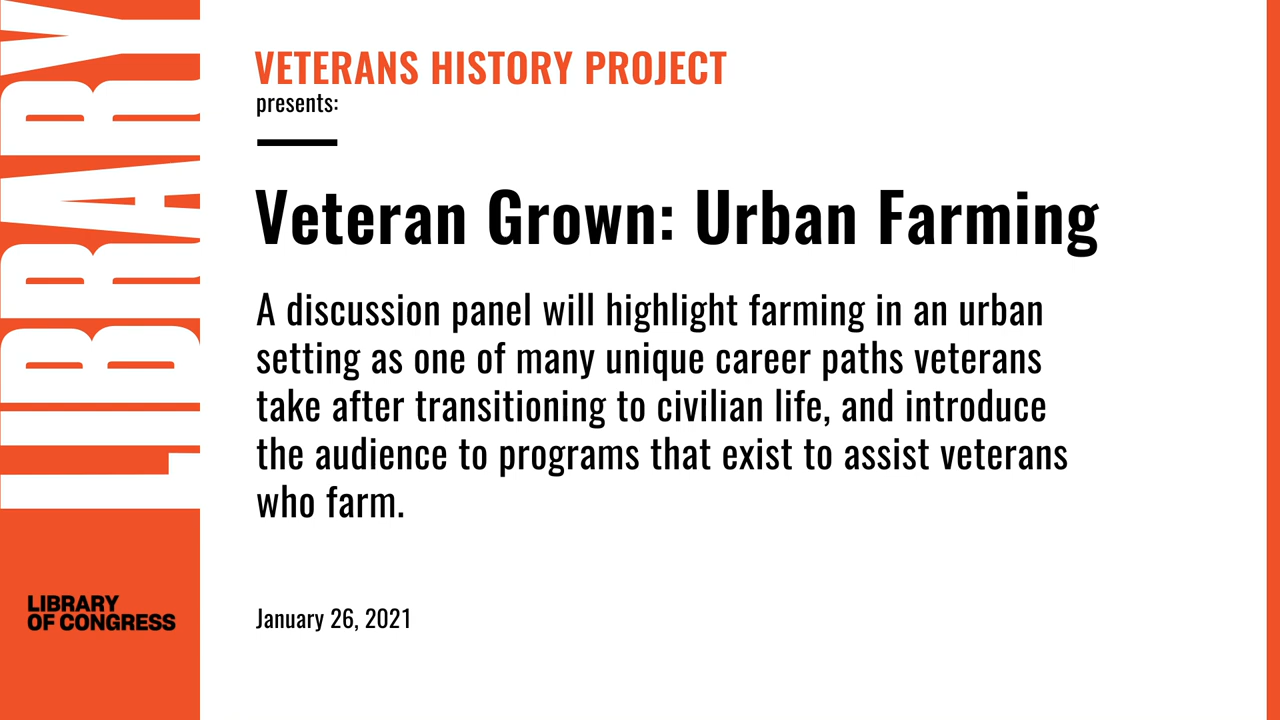 LIBRARY
VETERANS HISTORY PROJECT
presents:
Veteran Grown: Urban Farming
A discussion panel will highlight farming in an urban
setting as one of many unique career paths veterans
take after transitioning to civilian life, and introduce
the audience to programs that exist to assist veterans
who farm.
January 26, 2021
LIBRARY
OF CONGRESS